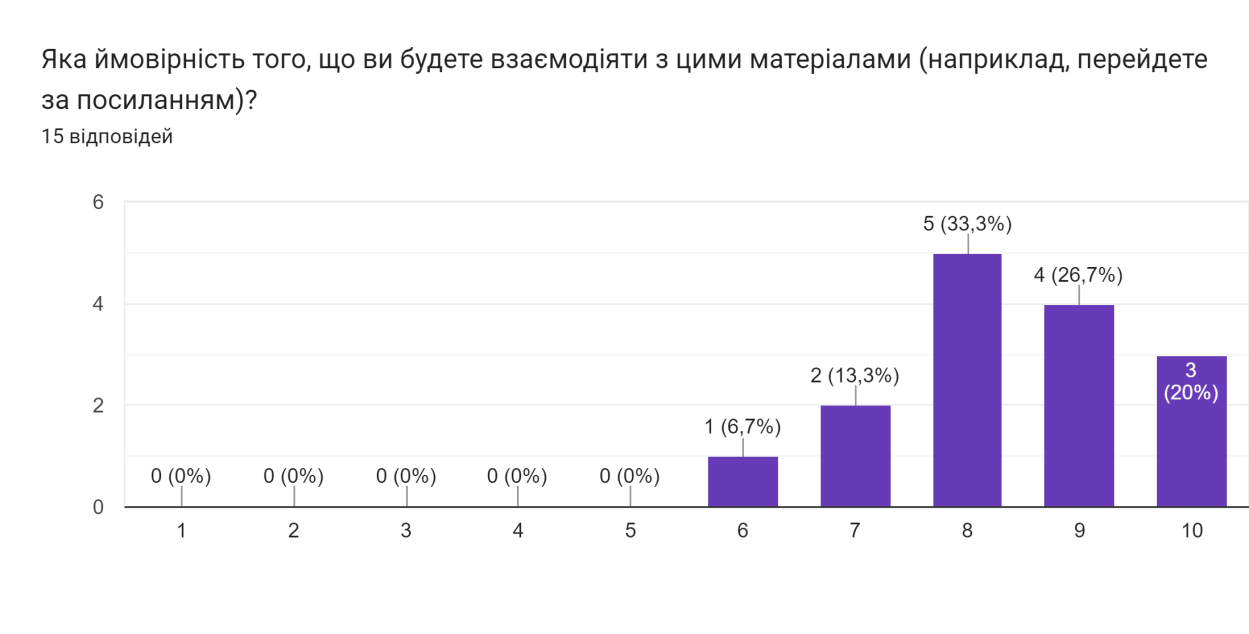 Яка ймовірність того, що ви будете взаємодіяти з цими матеріалами (наприклад, перейдете
за посиланням)?
15 відповідей
6
5 (33,3%)
4 (26,7%)
4
3
(20%)
2 (13,3%)
2
1 (6,7%)
0 (0%) 0 (0%) 0 (0%) 0 (0%) 0 (0%)
0
1 2 3 4 5 6 7 8 9 10